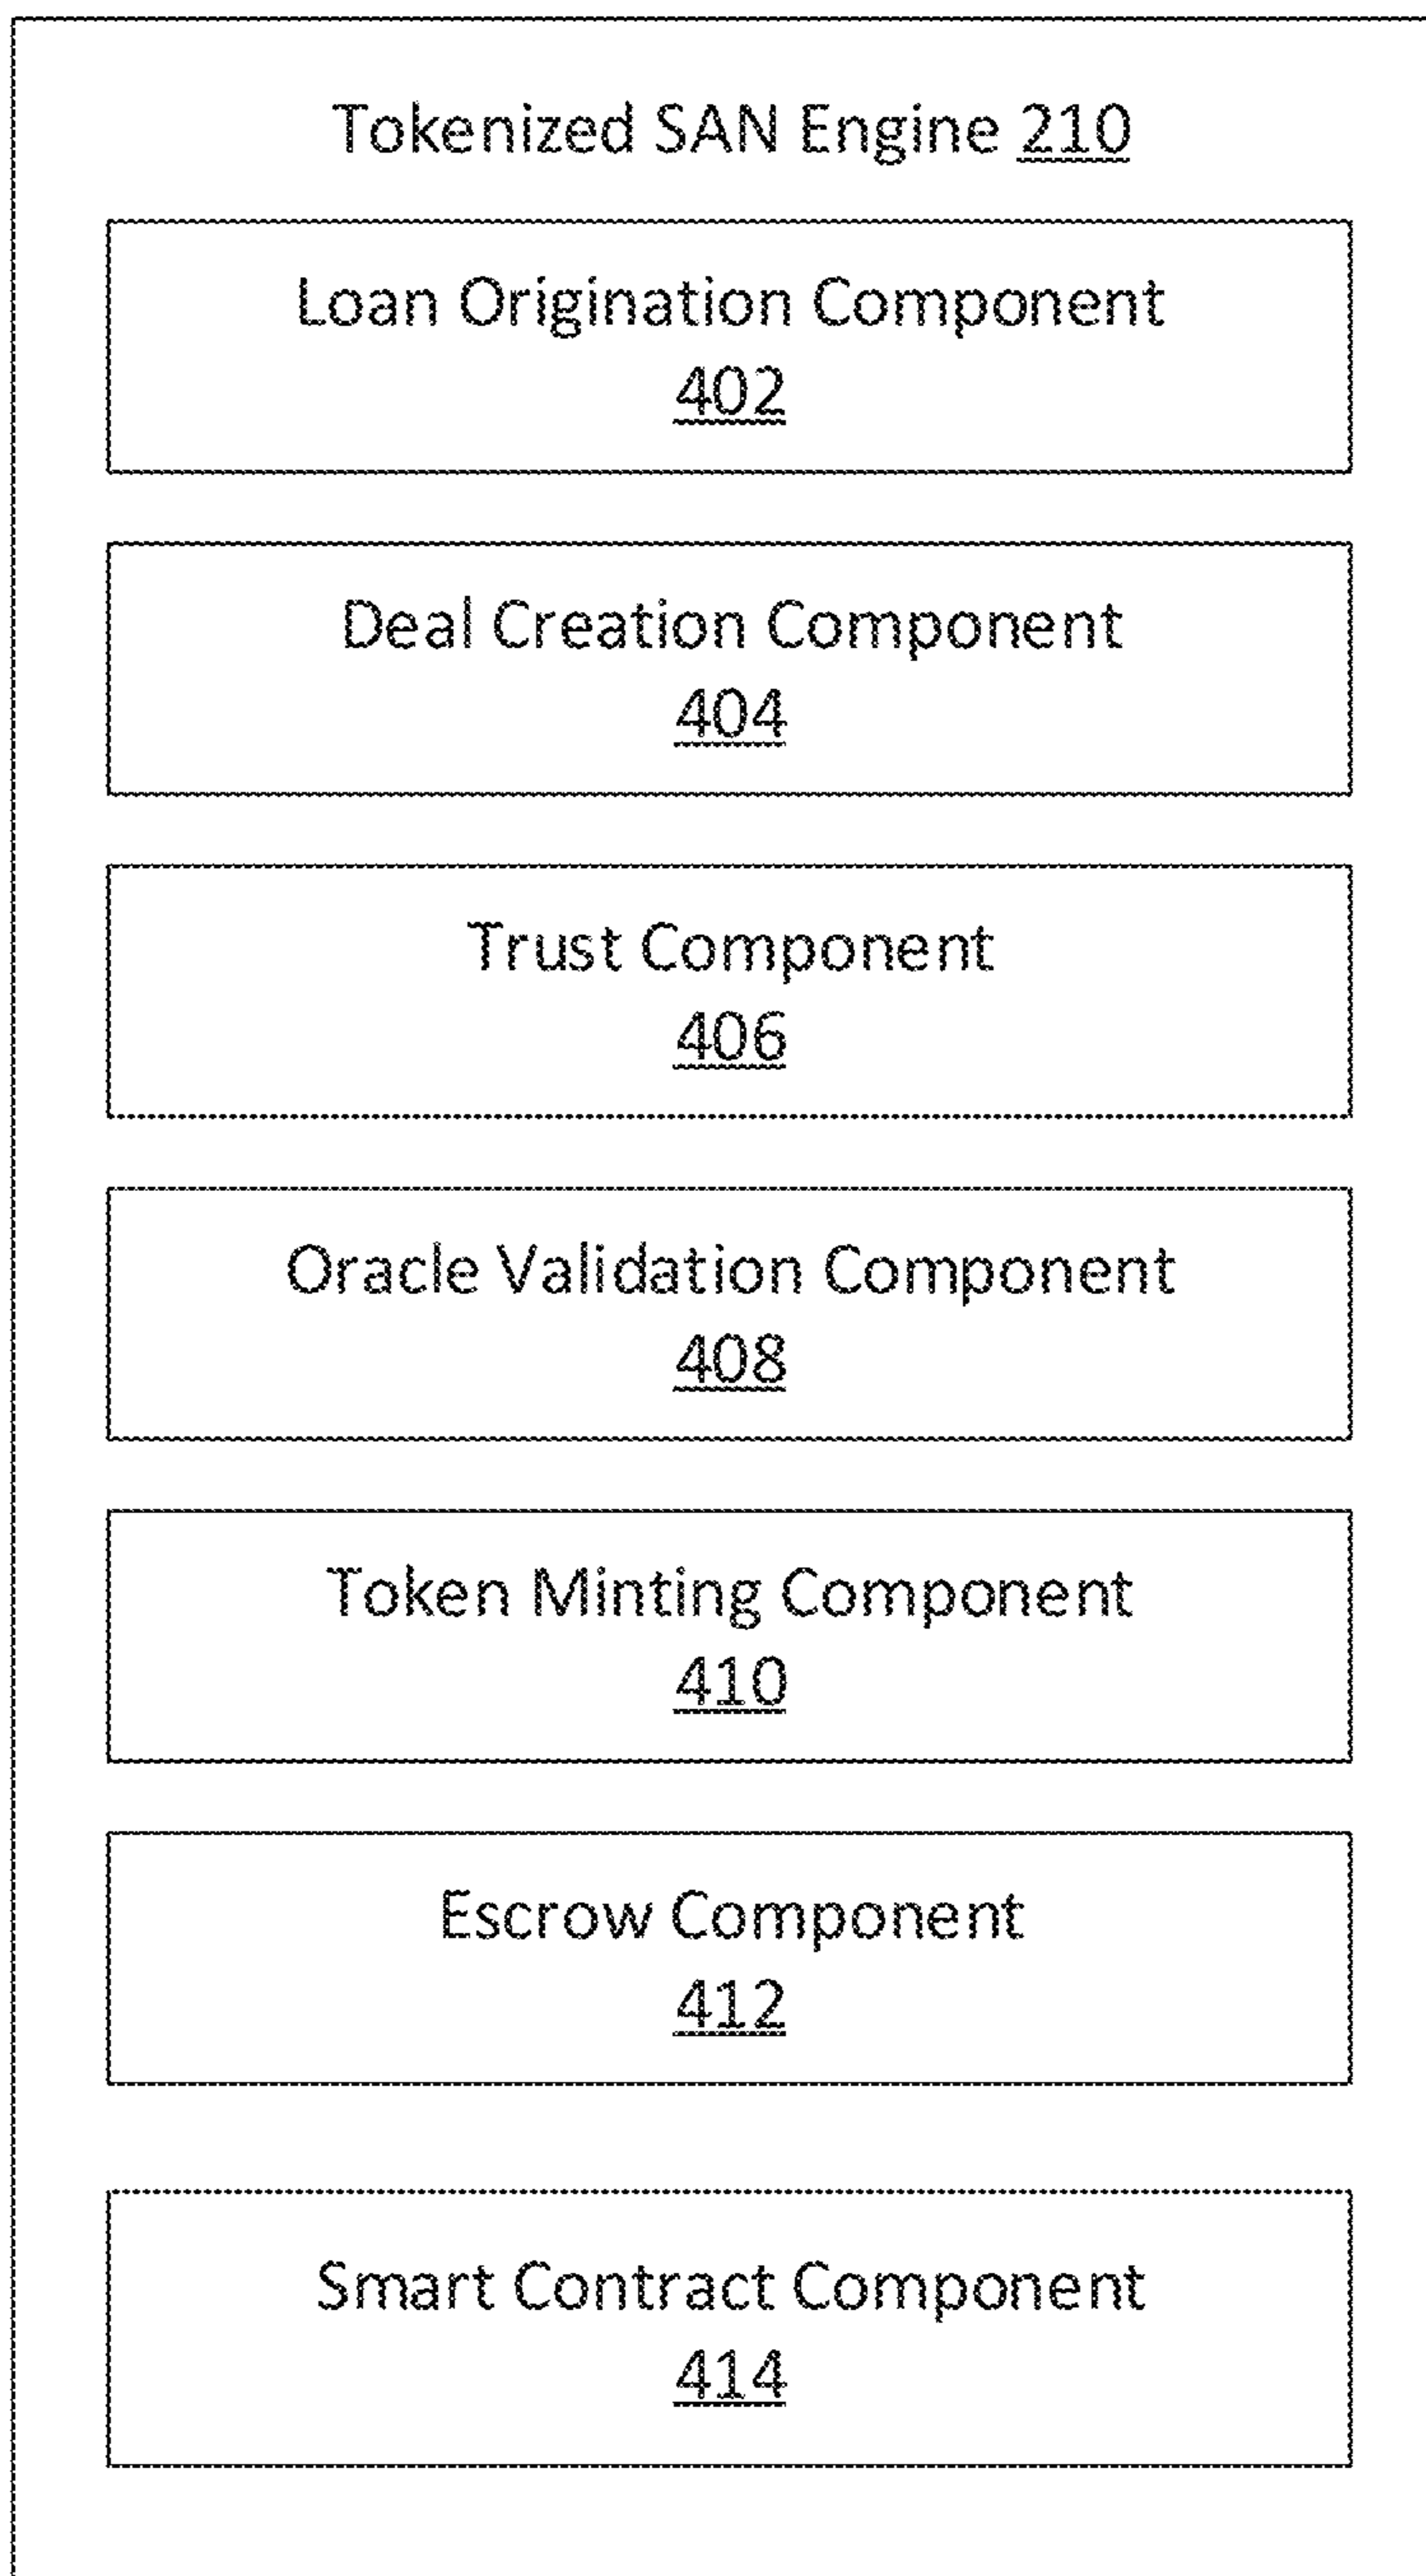 Tokenized SAN Engine 210
Loan Origination Component
402
Deal Creation Component
404
Trust Component
406
Oracle Validation Component
408
Token Minting Component
410
Escrow Component
412
Smart Contract Component
414